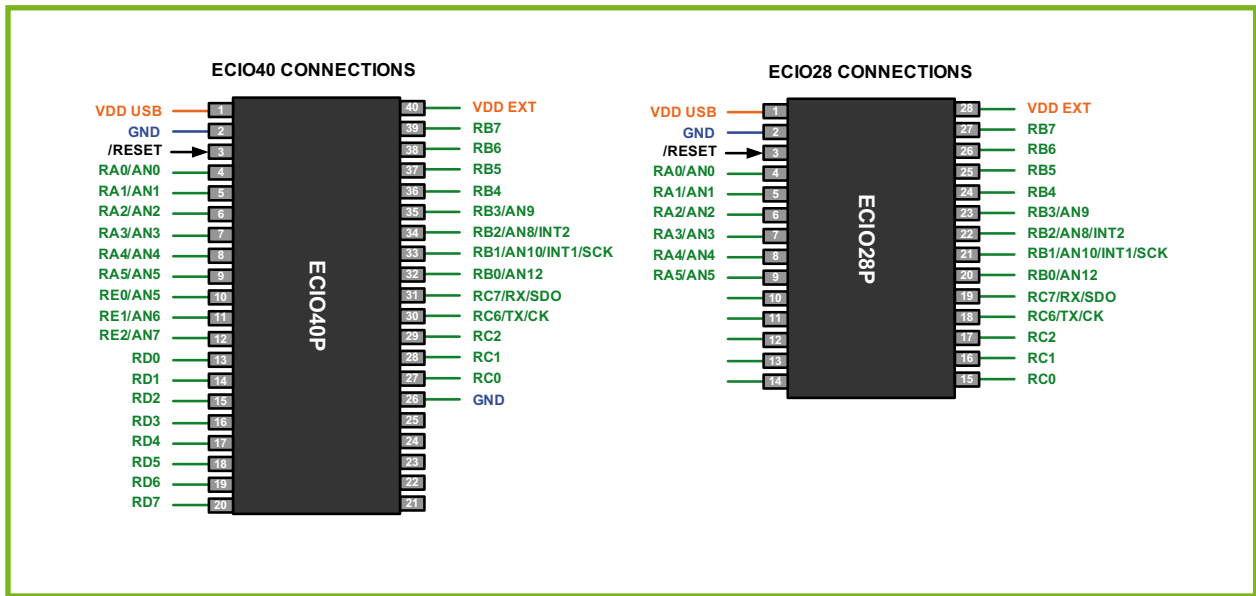 ECIO40 CONNECTIONS
VDD USB 1
GND 2
/RESET 3
RA0/AN0 4
RA1/AN1 5
RA2/AN2 6
RA3/AN3 7
RA4/AN4 8
RA5/AN5 9
RE0/AN5 10
RE1/AN6 11
RE2/AN7 12
RD0 13
RD1 14
RD2 15
RD3 16
RD4 17
RD5 18
RD6 19
RD7 20
ECIO40P
40 VDD EXT
39 RB7
38 RB6
37 RB5
36 RB4
35 RB3/AN9
34 RB2/AN8/INT2
33 RB1/AN10/INT1/SCK
32 RB0/AN12
31 RC7/RX/SDO
30 RC6/TX/CK
29 RC2
28 RC1
27 RC0
26 GND
25
24
23
22
21
ECIO28 CONNECTIONS
VDD USB 1
GND 2
/RESET 3
RA0/AN0 4
RA1/AN1 5
RA2/AN2 6
RA3/AN3 7
RA4/AN4 8
RA5/AN5 9
10
11
12
13
14
ECIO28P
28 VDD EXT
27 RB7
26 RB6
25 RB5
24 RB4
23 RB3/AN9
22 RB2/AN8/INT2
21 RB1/AN10/INT1/SCK
20 RB0/AN12
19 RC7/RX/SDO
18 RC6/TX/CK
17 RC2
16 RC1
15 RC0